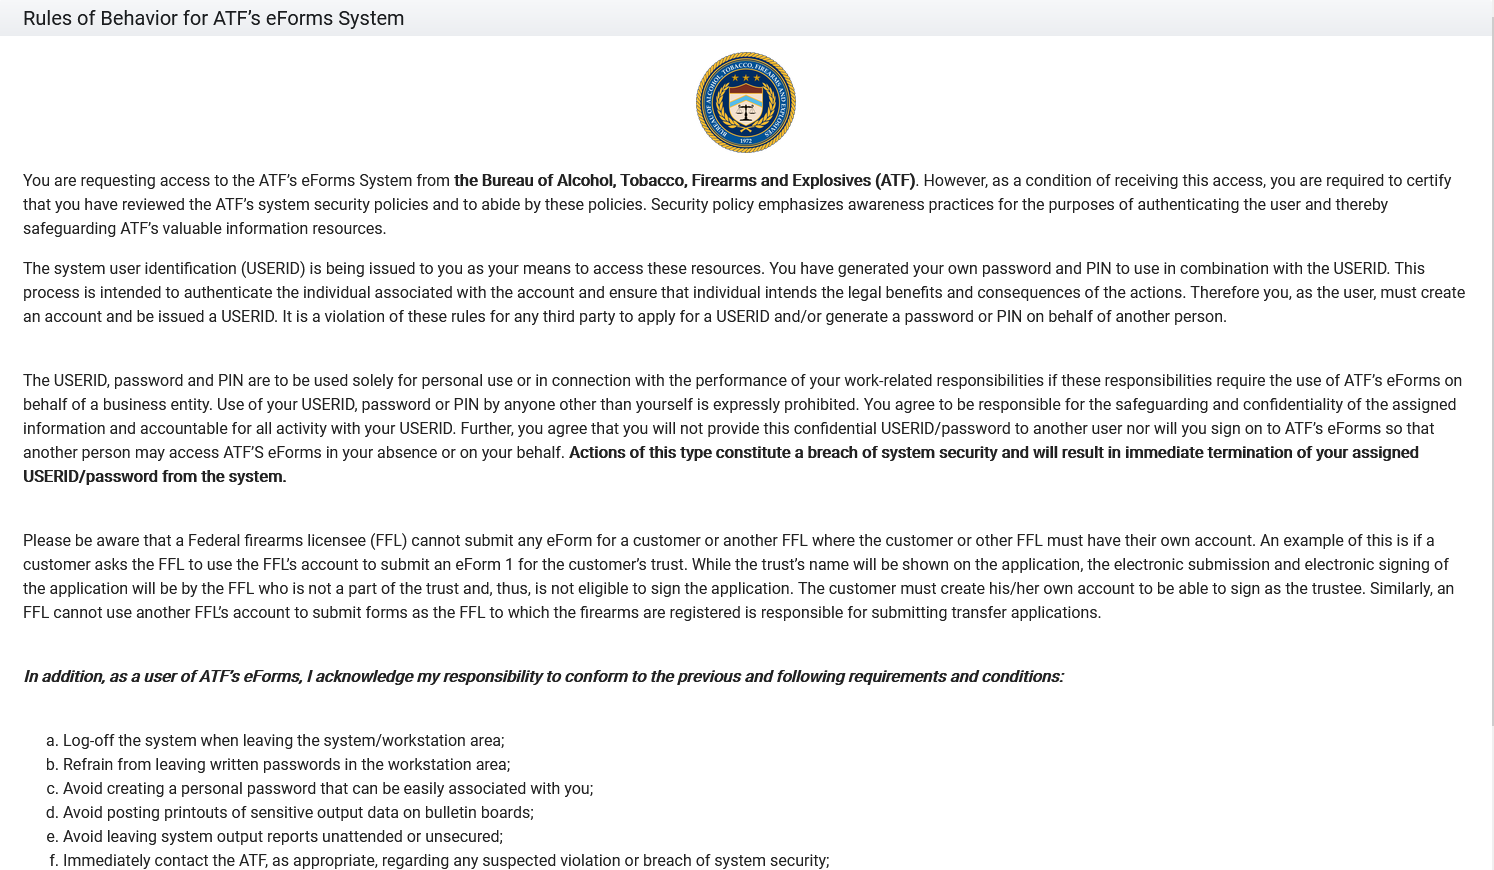 Rules of Behavior for ATF’s eForms System
BUREAU OF ALCOHOL, TOBACCO, FIREARMS AND EXPLOSIVES
1972
You are requesting access to the ATF’s eForms System from the Bureau of Alcohol, Tobacco, Firearms and Explosives (ATF). However, as a condition of receiving this access, you are required to certify
that you have reviewed the ATF’s system security policies and to abide by these policies. Security policy emphasizes awareness practices for the purposes of authenticating the user and thereby
safeguarding ATF’s valuable information resources.
The system user identification (USERID) is being issued to you as your means to access these resources. You have generated your own password and PIN to use in combination with the USERID. This
process is intended to authenticate the individual associated with the account and ensure that individual intends the legal benefits and consequences of the actions. Therefore you, as the user, must create
an account and be issued a USERID. It is a violation of these rules for any third party to apply for a USERID and/or generate a password or PIN on behalf of another person.
The USERID, password and PIN are to be used solely for personal use or in connection with the performance of your work-related responsibilities if these responsibilities require the use of ATF’s eForms on
behalf of a business entity. Use of your USERID, password or PIN by anyone other than yourself is expressly prohibited. You agree to be responsible for the safeguarding and confidentiality of the assigned
information and accountable for all activity with your USERID. Further, you agree that you will not provide this confidential USERID/password to another user nor will you sign on to ATF’s eForms so that
another person may access ATF’S eForms in your absence or on your behalf. Actions of this type constitute a breach of system security and will result in immediate termination of your assigned
USERID/password from the system.
Please be aware that a Federal firearms licensee (FFL) cannot submit any eForm for a customer or another FFL where the customer or other FFL must have their own account. An example of this is if a
customer asks the FFL to use the FFL’s account to submit an eForm 1 for the customer’s trust. While the trust’s name will be shown on the application, the electronic submission and electronic signing of
the application will be by the FFL who is not a part of the trust and, thus, is not eligible to sign the application. The customer must create his/her own account to be able to sign as the trustee. Similarly, an
FFL cannot use another FFL’s account to submit forms as the FFL to which the firearms are registered is responsible for submitting transfer applications.
In addition, as a user of ATF’s eForms, I acknowledge my responsibility to conform to the previous and following requirements and conditions:
a. Log-off the system when leaving the system/workstation area;
b. Refrain from leaving written passwords in the workstation area;
c. Avoid creating a personal password that can be easily associated with you;
d. Avoid posting printouts of sensitive output data on bulletin boards;
e. Avoid leaving system output reports unattended or unsecured;
f. Immediately contact the ATF, as appropriate, regarding any suspected violation or breach of system security;